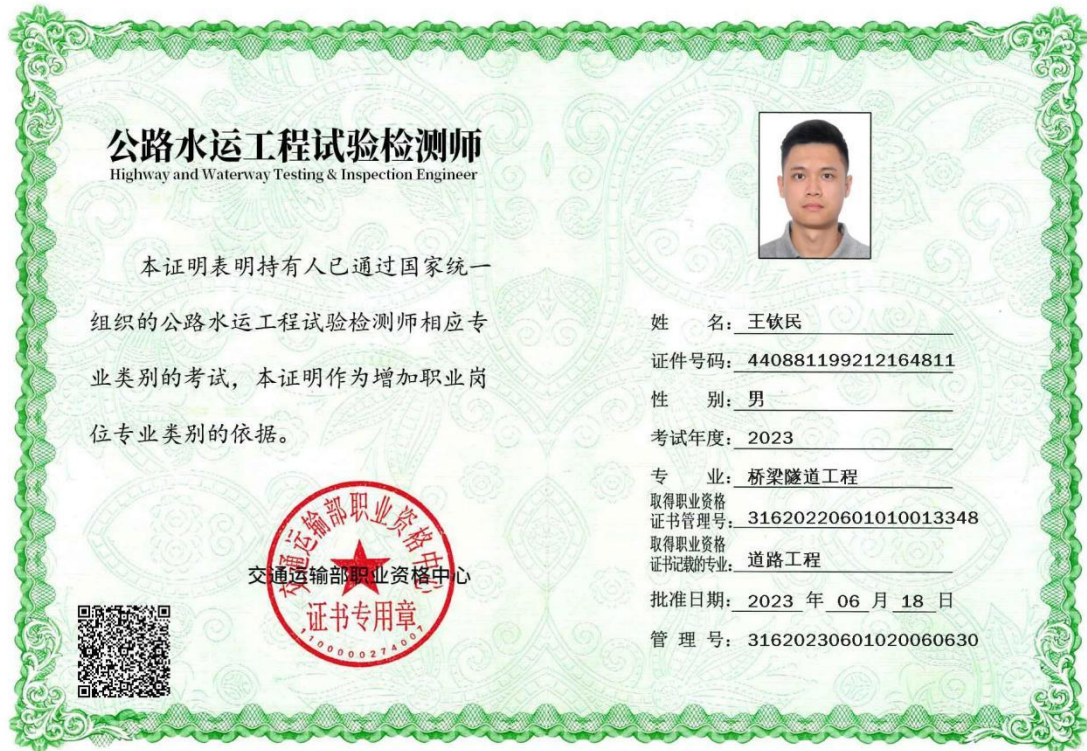 公路水运工程试验检测师
Highway and Waterway Testing & Inspection Engineer
本证明表明持有人已通过国家统一
组织的公路水运工程试验检测师相应专
业类别的考试，本证明作为增加职业岗
位专业类别的依据。
交通运输部职业资格中心
交通运输部职业资格中心
证书专用章
1100000274007
姓 名：王钦民
证件号码：440881199212164811
性 别：男
考试年度：2023
专 业：桥梁隧道工程
取得职业资格
证书管理号：31620220601010013348
取得职业资格
证书记载的专业：道路工程
批准日期：2023 年 06 月 18 日
管 理 号：31620230601020060630